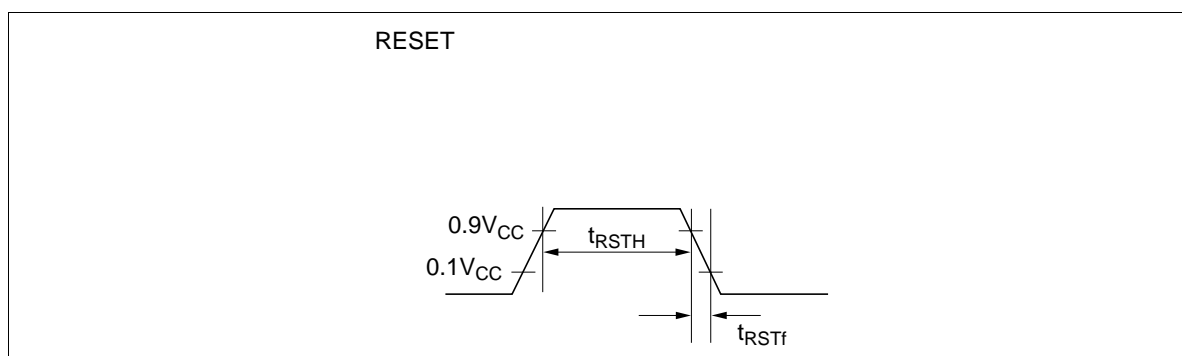 RESET
0.9VCC
tRSTH
0.1VCC
tRSTf